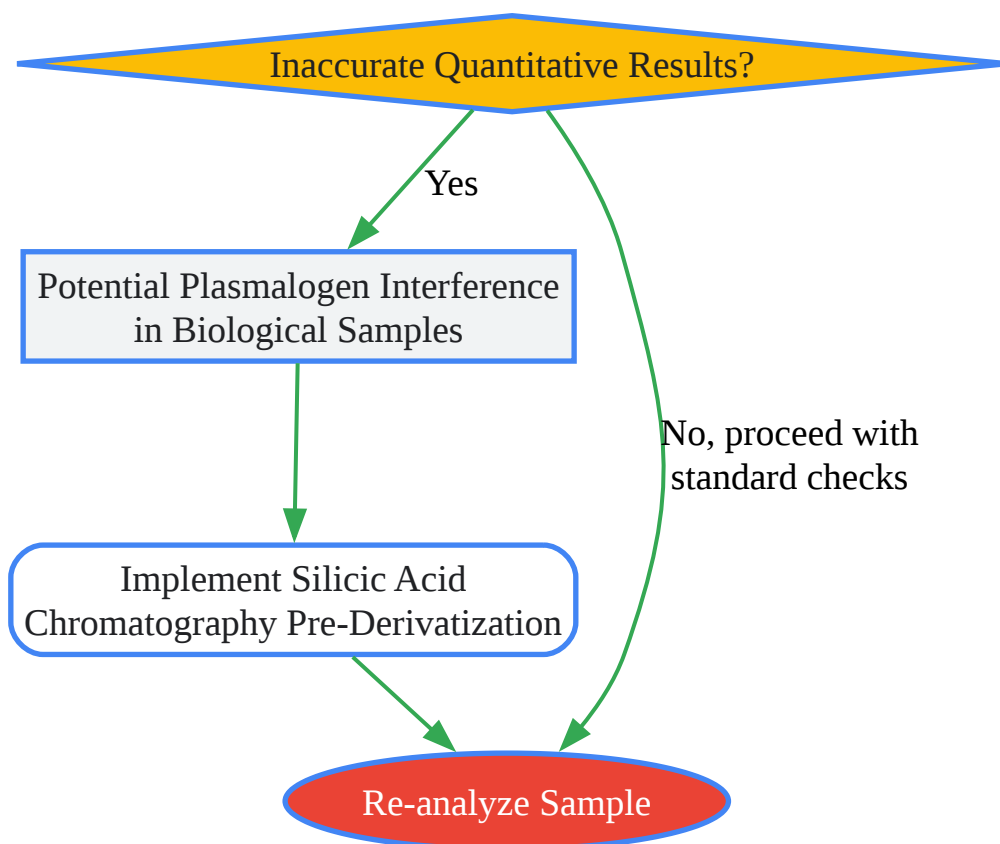 Inaccurate Quantitative Results?
Yes
Potential Plasmalogen Interference
in Biological Samples
No, proceed with
standard checks
Implement Silicic Acid
Chromatography Pre-Derivatization
Re-analyze Sample